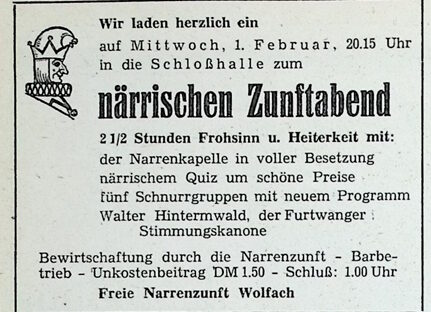 Wir laden herzlich ein
auf Mittwoch, 1. Februar, 20.15 Uhr
in die Schloßhalle zum
närrischen Zunftabend
2 1/2 Stunden Frohsinn u. Heiterkeit mit:
der Narrenkapelle in voller Besetzung
närrischem Quiz um schöne Preise
fünf Schnurrgruppen mit neuem Programm
Walter Hintermwald, der Furtwanger
Stimmungskanone
Bewirtschaftung durch die Narrenzunft - Barbe-
trieb - Unkostenbeitrag DM 1.50 - Schluß: 1.00 Uhr
Freie Narrenzunft Wolfach